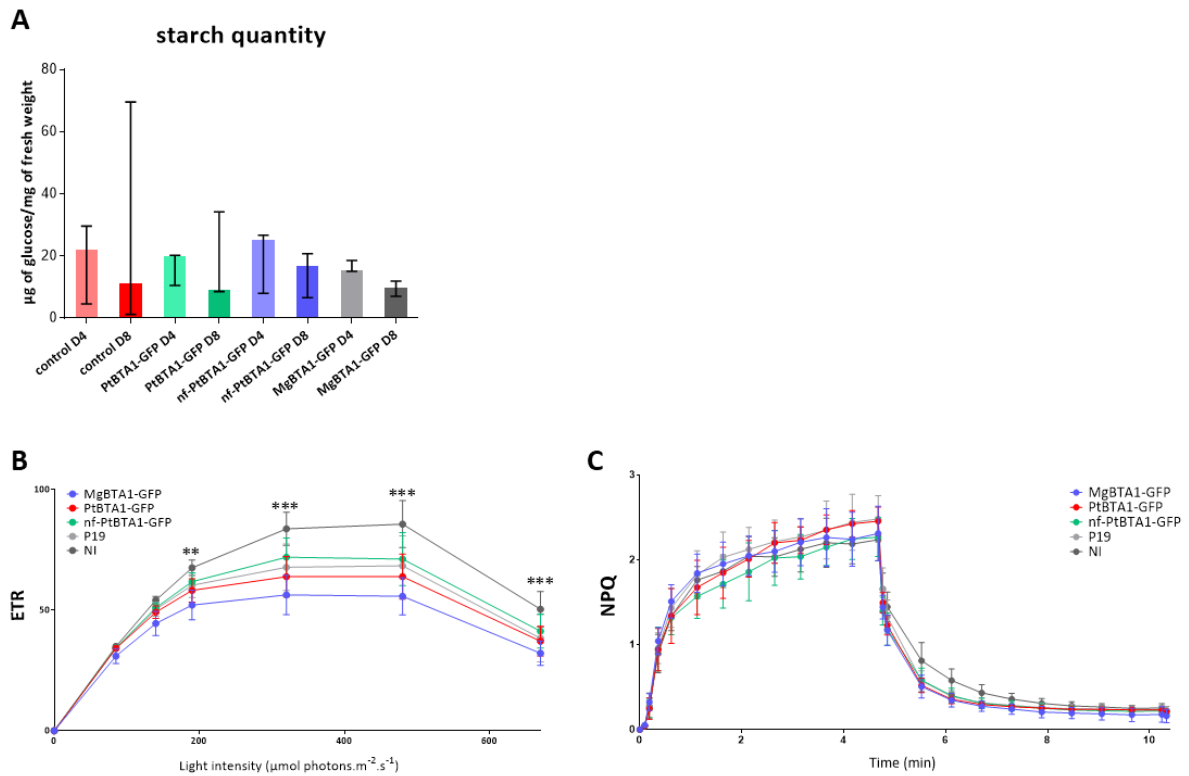 A
starch quantity
µg of glucose/mg of fresh weight
80
60
40
20
0
control D4
control D8
PtBTA1-GFP D4
PtBTA1-GFP D8
nf-PtBTA1-GFP D4
nf-PtBTA1-GFP D8
MgBTA1-GFP D4
MgBTA1-GFP D8
B
ETR
100
50
0
MgBTA1-GFP
PtBTA1-GFP
nf-PtBTA1-GFP
P19
NI
**
***
***
***
0
200
400
600
Light intensity (µmol photons.m⁻².s⁻¹)
C
NPQ
3
2
1
0
MgBTA1-GFP
PtBTA1-GFP
nf-PtBTA1-GFP
P19
NI
0
2
4
6
8
10
Time (min)